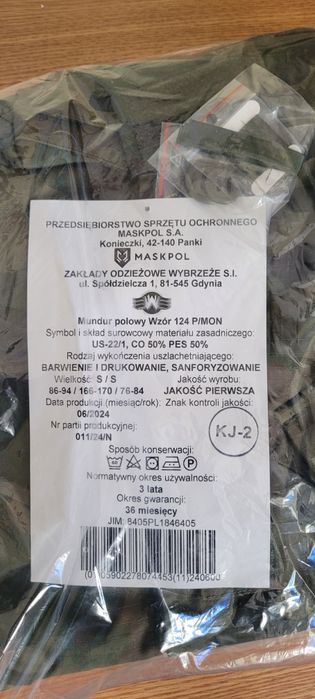 PRZEDSIĘBIORSTWO SPRZĘTU OCHRONNEGO
MASKPOL S.A.
Konieczki, 42-140 Panki
MASKPOL
ZAKŁADY ODZIEŻOWE WYBRZEŻE S.I.
ul. Spółdzielcza 1, 81-545 Gdynia
Mundur polowy Wzór 124 P/MON
Symbol i skład surowcowy materiału zasadniczego:
US-22/1, CO 50% PES 50%
Rodzaj wykończenia uszlachetniającego:
BARWIENIE I DRUKOWANIE, SANFORYZOWANIE
Wielkość: S / S Jakość wyrobu:
86-94 / 166-170 / 76-84 JAKOŚĆ PIERWSZA
Data produkcji (miesiąc/rok): Znak kontroli jakości:
06/2024
Nr partii produkcyjnej:
011/24/N
KJ-2
Sposób konserwacji:
Normatywny okres używalności:
3 lata
Okres gwarancji:
36 miesięcy
JIM: 8405PL1846405
(01)05902278074453(11)240600